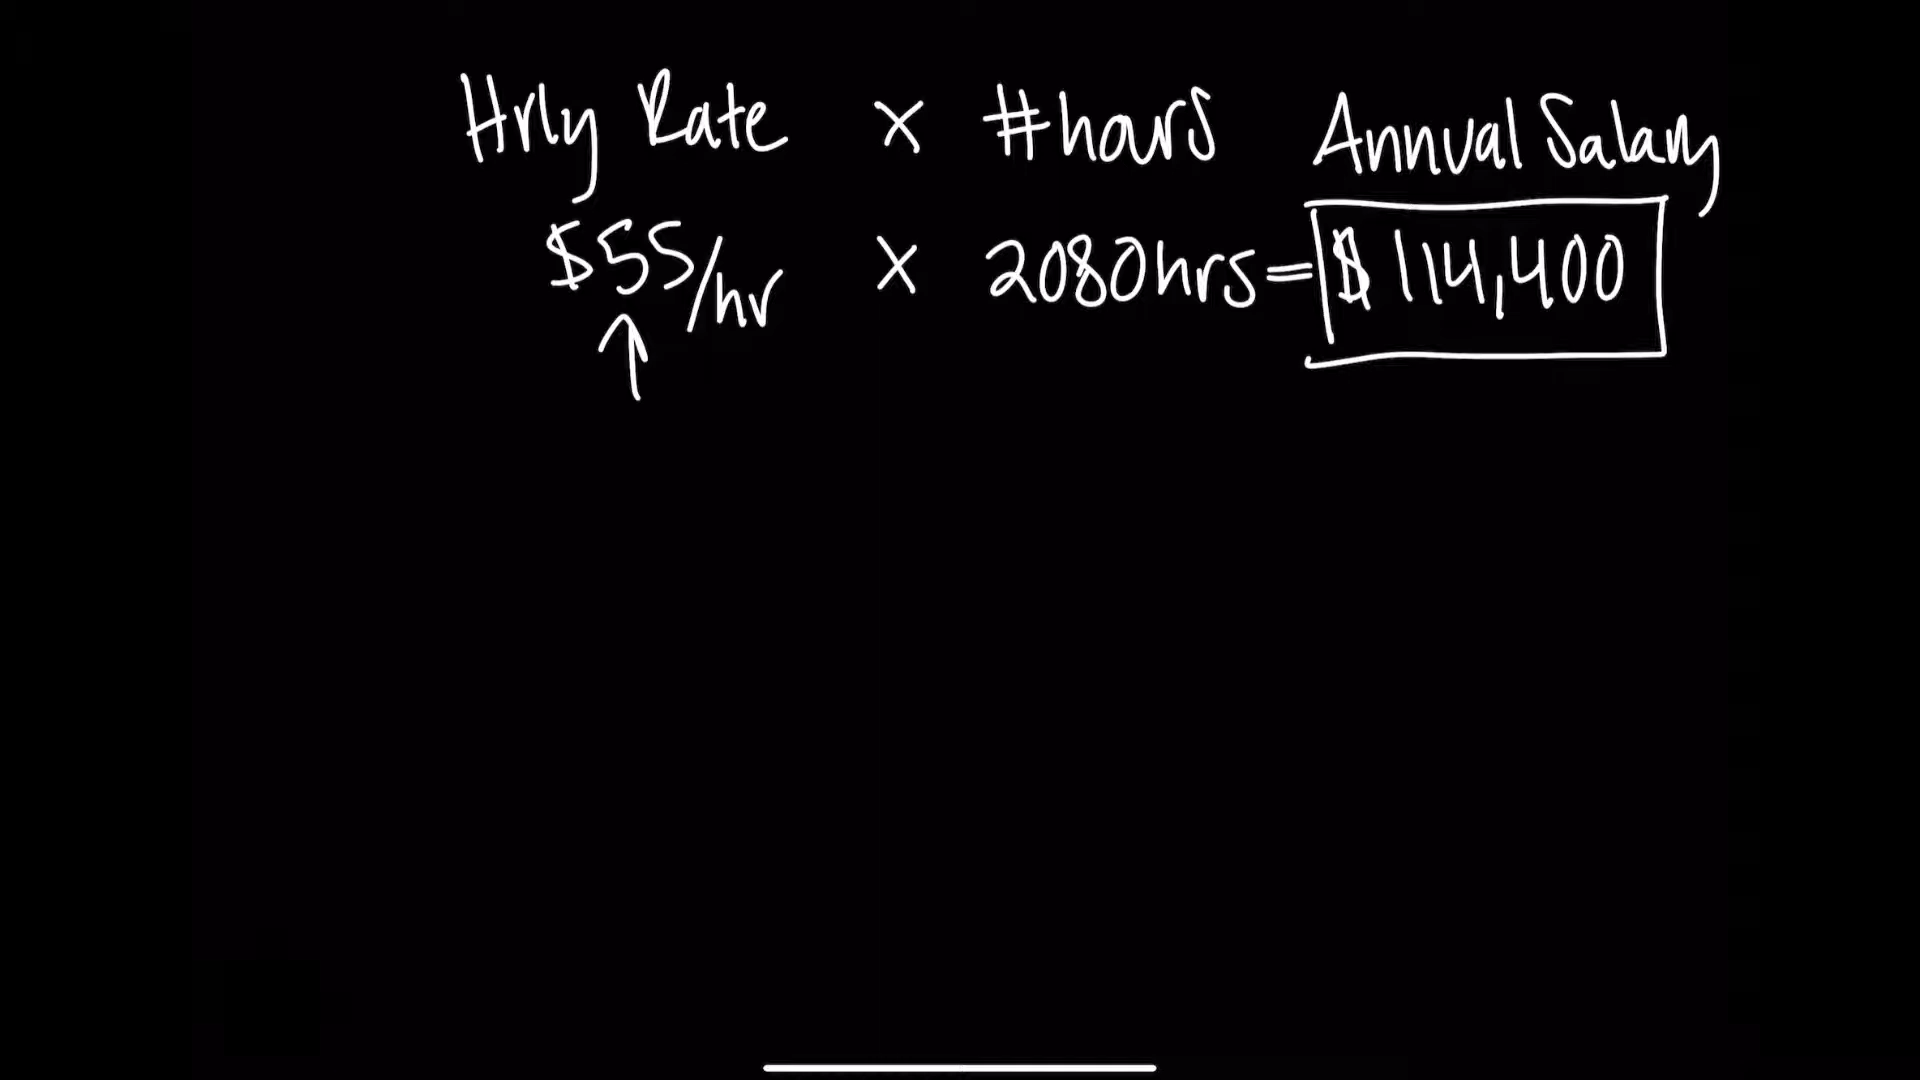 Hrly Rate x #hours Annual Salary
$55/hr x 2080hrs = $114,400